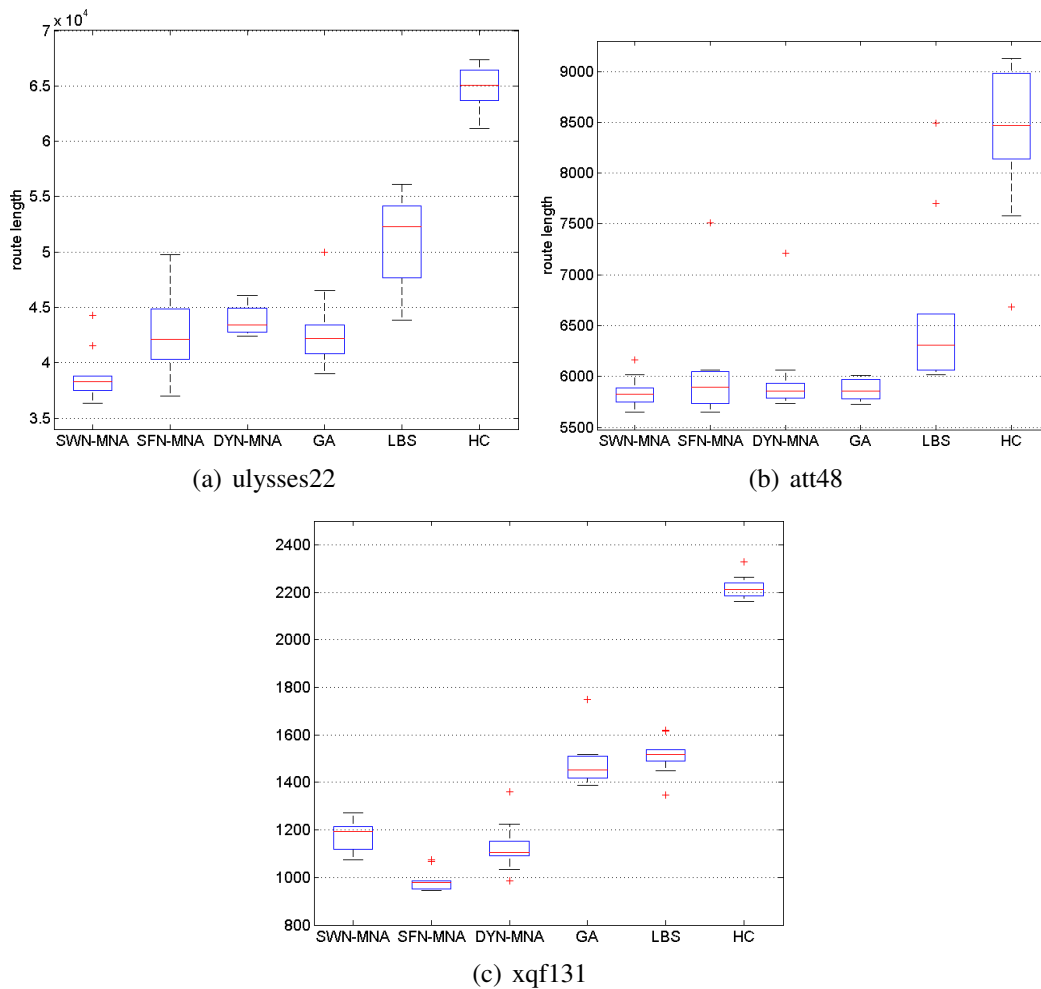 7 x 10⁴
6.5
6
5.5
5
4.5
4
3.5
route length
SWN-MNA SFN-MNA DYN-MNA GA LBS HC
(a) ulysses22
9000
8500
8000
7500
7000
6500
6000
5500
route length
SWN-MNA SFN-MNA DYN-MNA GA LBS HC
(b) att48
2400
2200
2000
1800
1600
1400
1200
1000
800
SWN-MNA SFN-MNA DYN-MNA GA LBS HC
(c) xqf131